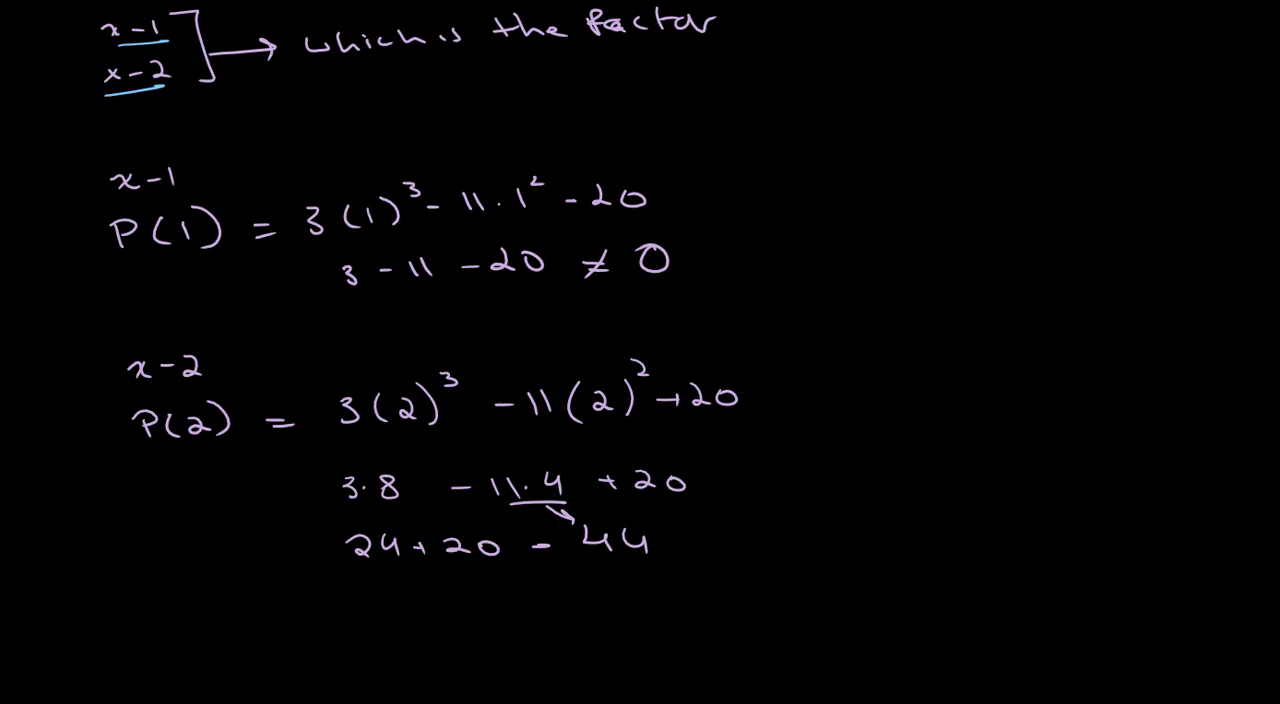 x-1
x-2 → which is the factor
x-1
P(1) = 3(1)³ - 11.1² - 20
3 - 11 - 20 ≠ 0
x-2
P(2) = 3(2)³ - 11(2)² + 20
3.8 - 11.4 + 20
24 + 20 - 44